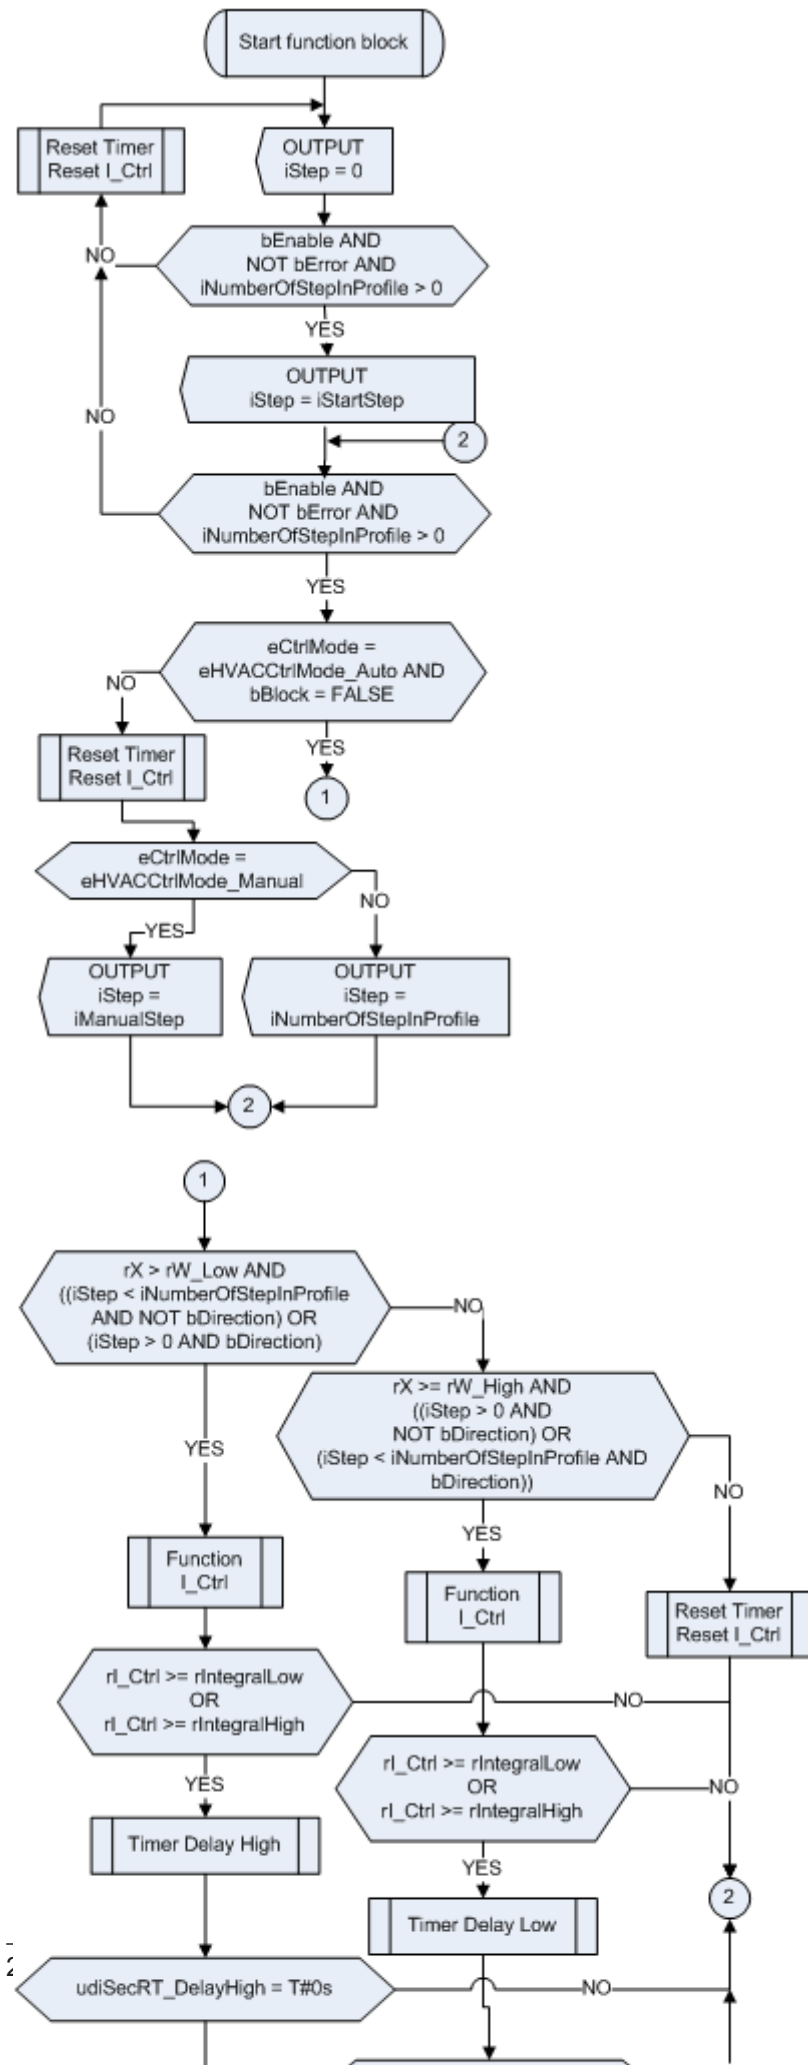 Start function block
Reset Timer
Reset I_Ctrl
OUTPUT
iStep = 0
bEnable AND
NOT bError AND
iNumberOfStepInProfile > 0
NO
YES
OUTPUT
iStep = iStartStep
NO
2
bEnable AND
NOT bError AND
iNumberOfStepInProfile > 0
YES
eCtrlMode =
eHVACCtrlMode_Auto AND
bBlock = FALSE
NO
YES
Reset Timer
Reset I_Ctrl
1
eCtrlMode =
eHVACCtrlMode_Manual
NO
YES
OUTPUT
iStep =
iManualStep
OUTPUT
iStep =
iNumberOfStepInProfile
2
1
rX > rW_Low AND
((iStep < iNumberOfStepInProfile
AND NOT bDirection) OR
(iStep > 0 AND bDirection)
NO
rX >= rW_High AND
((iStep > 0 AND
NOT bDirection) OR
(iStep < iNumberOfStepInProfile AND
bDirection))
YES
NO
YES
Function
I_Ctrl
Function
I_Ctrl
Reset Timer
Reset I_Ctrl
rI_Ctrl >= rIntegralLow
OR
rI_Ctrl >= rIntegralHigh
NO
rI_Ctrl >= rIntegralLow
OR
rI_Ctrl >= rIntegralHigh
NO
YES
Timer Delay High
YES
2
Timer Delay Low
udiSecRT_DelayHigh = T#0s
NO